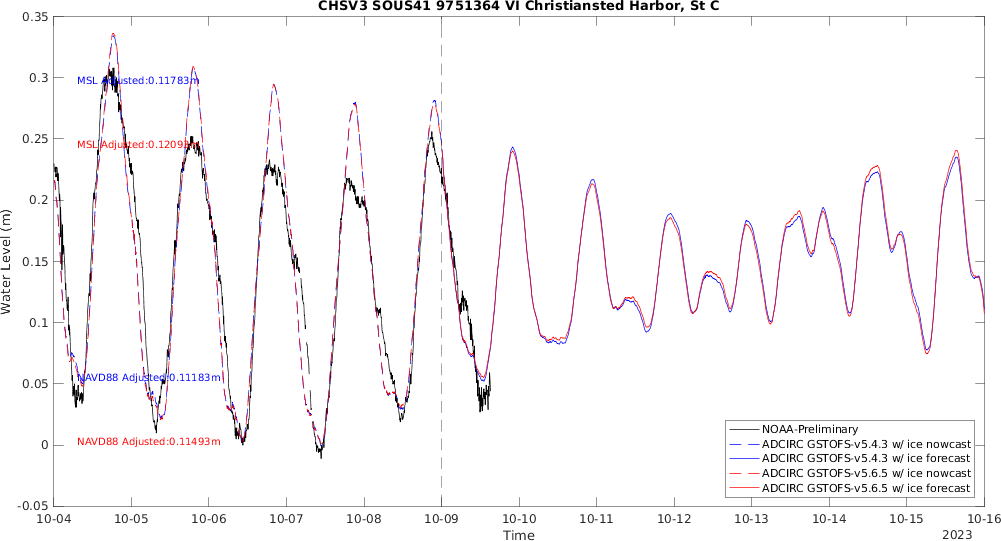 CHSV3 SOUS41 9751364 VI Christiansted Harbor, St C
0.35
0.3
0.25
0.2
0.15
0.1
0.05
0
-0.05
Water Level (m)
MSL Adjusted:0.11783m
MSL Adjusted:0.12093m
NAVD88 Adjusted:0.11183m
NAVD88 Adjusted:0.11493m
NOAA-Preliminary
ADCIRC GSTOFS-v5.4.3 w/ ice nowcast
ADCIRC GSTOFS-v5.4.3 w/ ice forecast
ADCIRC GSTOFS-v5.6.5 w/ ice nowcast
ADCIRC GSTOFS-v5.6.5 w/ ice forecast
10-04 10-05 10-06 10-07 10-08 10-09 10-10 10-11 10-12 10-13 10-14 10-15 10-16
Time
2023